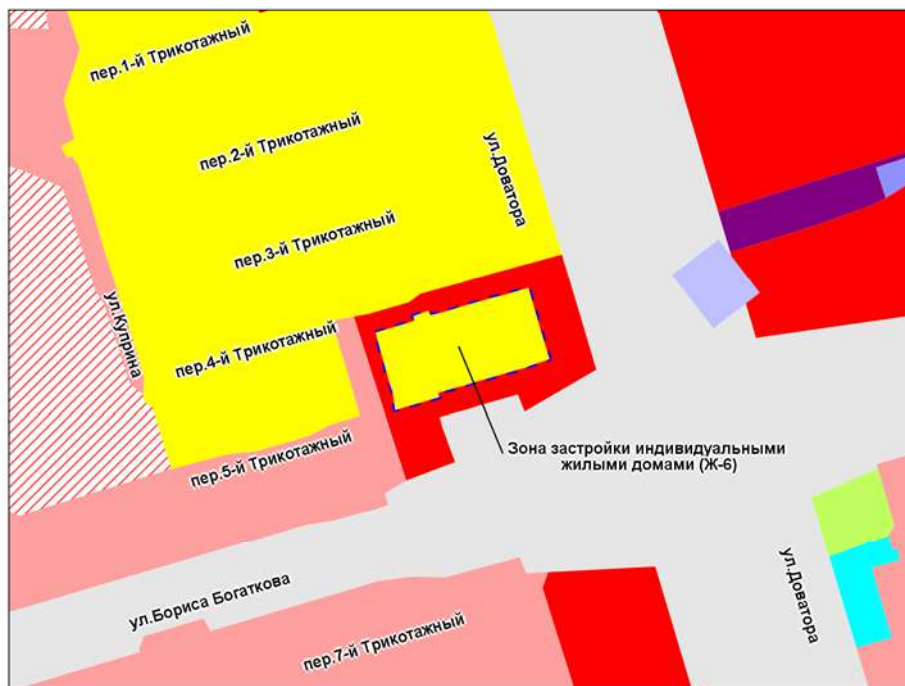 пер.1-й Трикотажный
пер.2-й Трикотажный
ул.Доватора
пер.3-й Трикотажный
ул.Куприна
пер.4-й Трикотажный
Зона застройки индивидуальными
жилыми домами (Ж-6)
пер.5-й Трикотажный
ул.Бориса Богаткова
ул.Доватора
пер.7-й Трикотажный